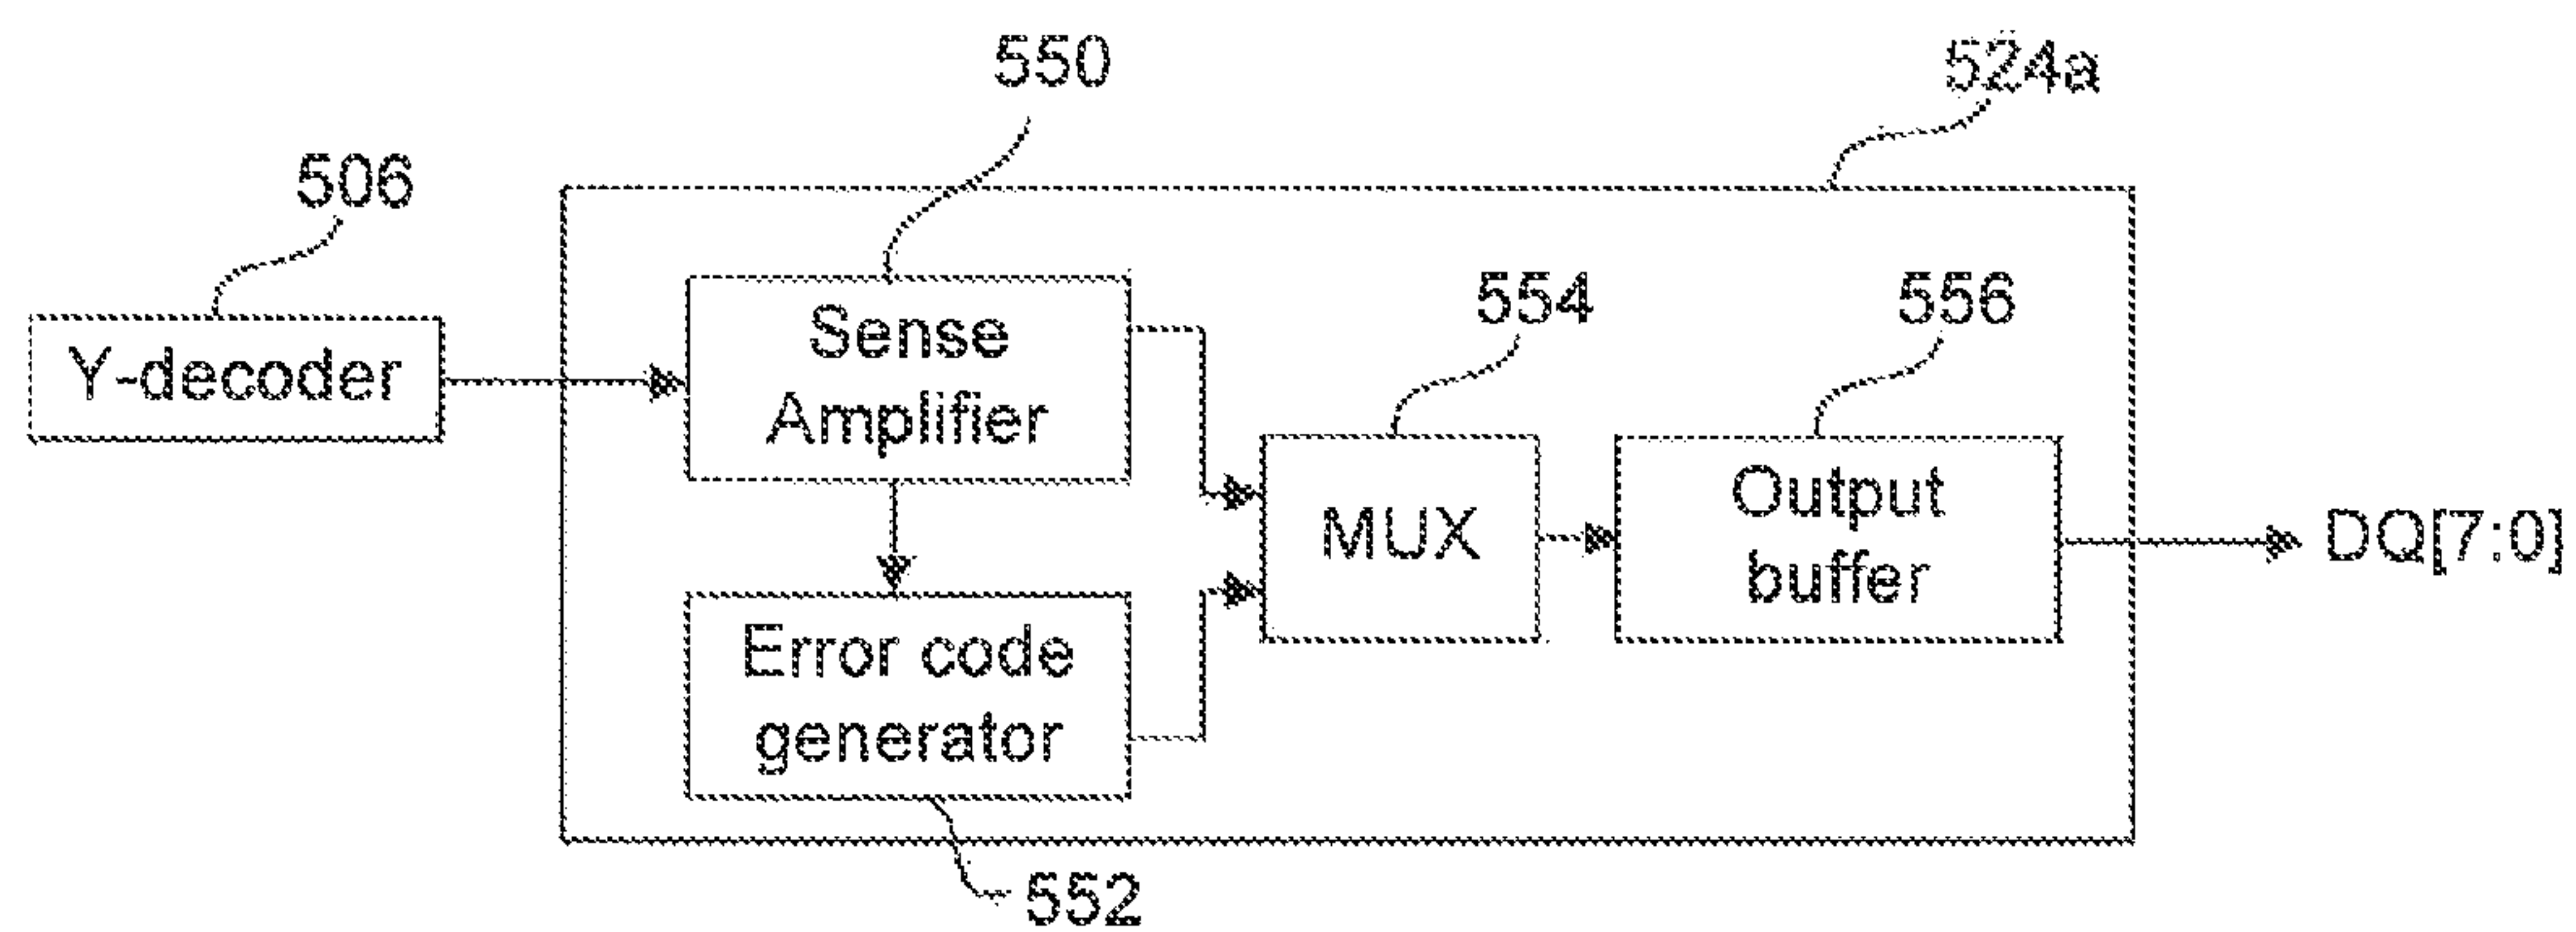 550
524a
506
Sense
Amplifier
Y-decoder
554
556
MUX
Output
buffer
DQ[7:0]
Error code
generator
552